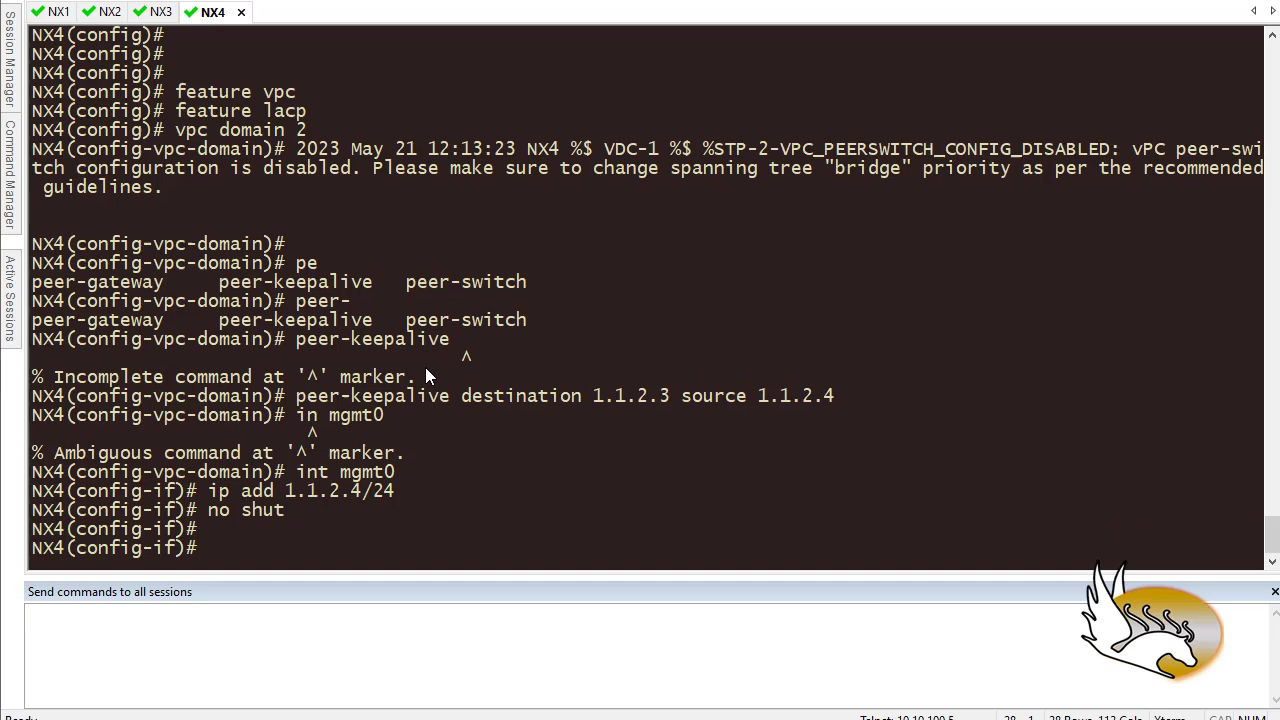 NX1 NX2 NX3 NX4
Session Manager
Command Manager
Active Sessions
NX4(config)#
NX4(config)#
NX4(config)#
NX4(config)# feature vpc
NX4(config)# feature lacp
NX4(config)# vpc domain 2
NX4(config-vpc-domain)# 2023 May 21 12:13:23 NX4 %$ VDC-1 %$ %STP-2-VPC_PEERSWITCH_CONFIG_DISABLED: vPC peer-swi
tch configuration is disabled. Please make sure to change spanning tree "bridge" priority as per the recommended
guidelines.
NX4(config-vpc-domain)#
NX4(config-vpc-domain)# pe
peer-gateway peer-keepalive peer-switch
NX4(config-vpc-domain)# peer-
peer-gateway peer-keepalive peer-switch
NX4(config-vpc-domain)# peer-keepalive
^
% Incomplete command at '^' marker.
NX4(config-vpc-domain)# peer-keepalive destination 1.1.2.3 source 1.1.2.4
NX4(config-vpc-domain)# in mgmt0
^
% Ambiguous command at '^' marker.
NX4(config-vpc-domain)# int mgmt0
NX4(config-if)# ip add 1.1.2.4/24
NX4(config-if)# no shut
NX4(config-if)#
NX4(config-if)#
Send commands to all sessions
Ready Telnet: 10.10.100.5 28 Rows, 112 Cols Xterm CAP NUM